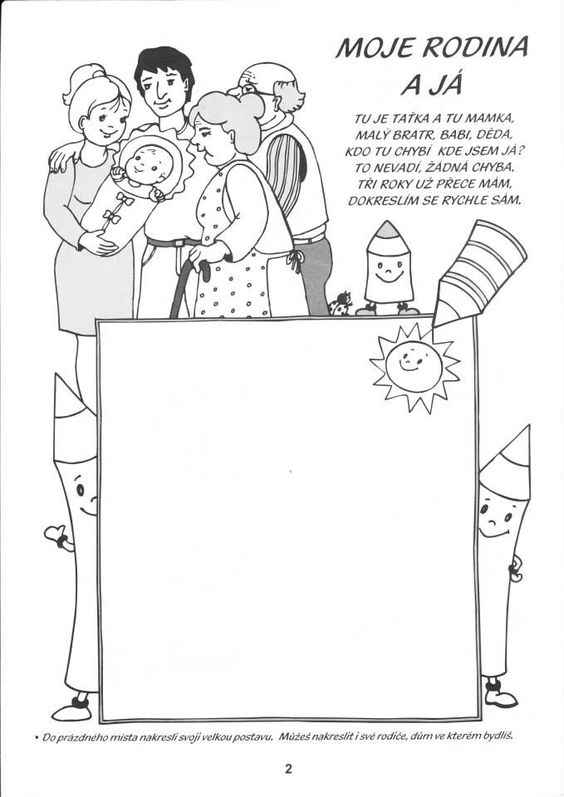 MOJE RODINA
A JÁ
TU JE TAŤKA A TU MAMKA,
MALÝ BRATR, BABI, DĚDA,
KDO TU CHYBÍ KDE JSEM JÁ?
TO NEVADÍ, ŽÁDNÁ CHYBA.
TŘI ROKY UŽ PŘECE MÁM,
DOKRESLÍM SE RYCHLE SÁM.
• Do prázdného místa nakresli svoji velkou postavu. Můžeš nakreslit i své rodiče, dům ve kterém bydlíš.
2